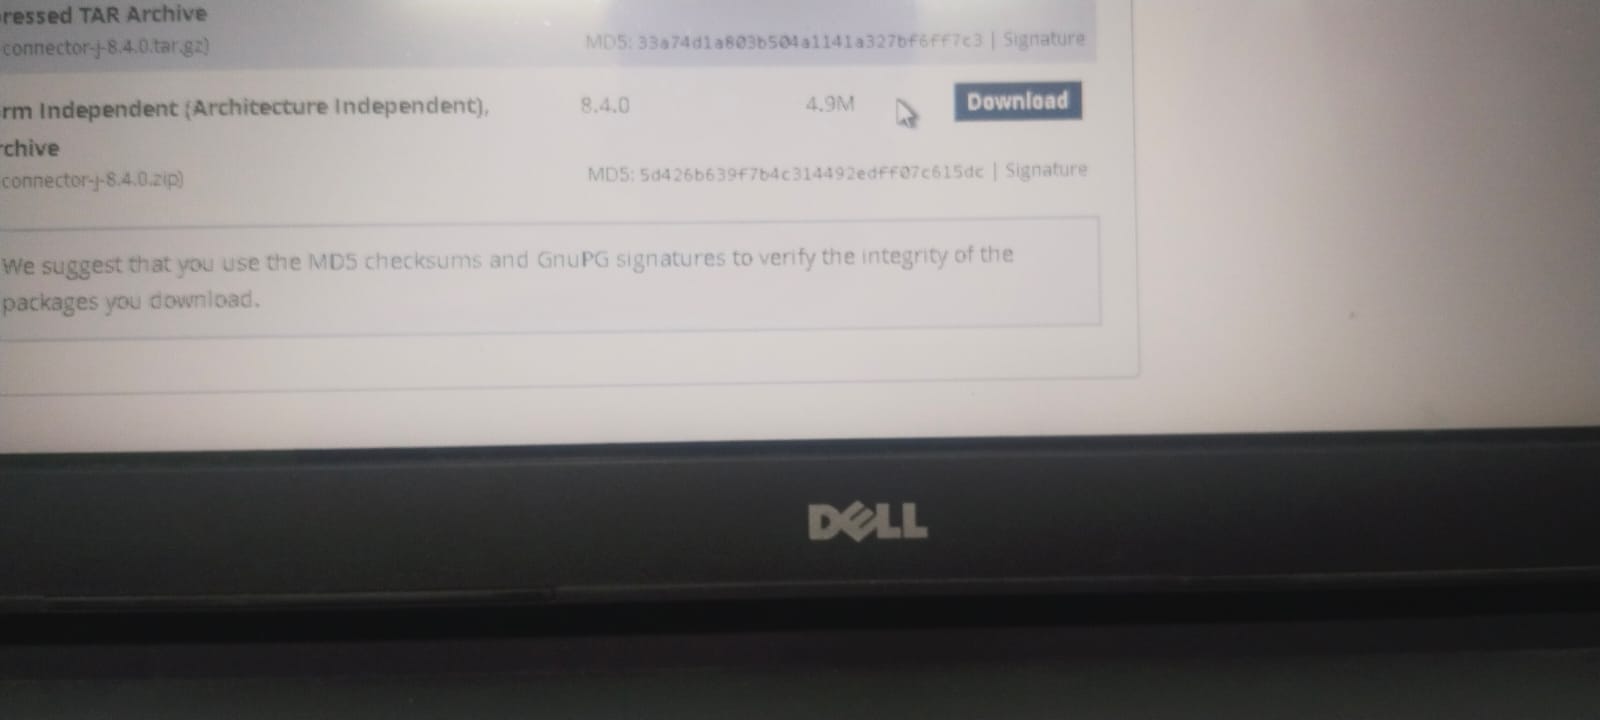 ressed TAR Archive
connector-j-8.4.0.tar.gz)
MD5: 33a74d1a803b504a1141a327bf6ff7c3 | Signature
rm Independent (Architecture Independent),
8.4.0
4.9M
Download
rchive
connector-j-8.4.0.zip)
MD5: 5d426b639f7b4c314492edff07c615dc | Signature
We suggest that you use the MD5 checksums and GnuPG signatures to verify the integrity of the
packages you download.
DELL